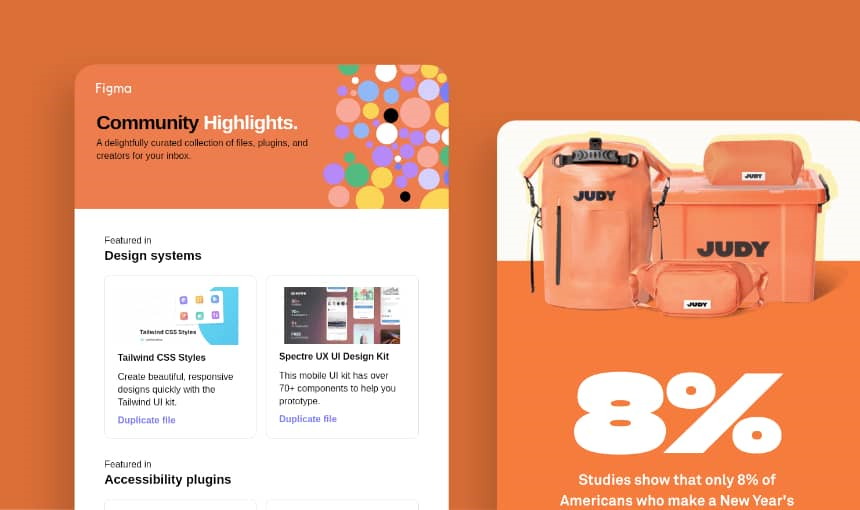 Figma
Community Highlights.
A delightfully curated collection of files, plugins, and
creators for your inbox.
Featured in
Design systems
Tailwind CSS Styles
Tailwind CSS Styles
Create beautiful, responsive
designs quickly with the
Tailwind UI kit.
Duplicate file
Spectre UX UI Design Kit
This mobile UI kit has over
70+ components to help you
prototype.
Duplicate file
Featured in
Accessibility plugins
JUDY
JUDY
JUDY
JUDY
8%
Studies show that only 8% of
Americans who make a New Year's